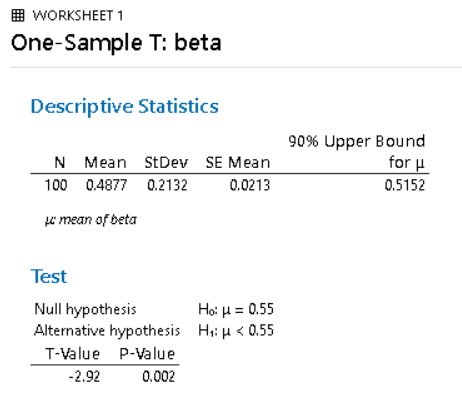 WORKSHEET 1
One-Sample T: beta
Descriptive Statistics
90% Upper Bound
N Mean StDev SE Mean for μ
100 0.4877 0.2132 0.0213 0.5152
μ: mean of beta
Test
Null hypothesis H₀: μ = 0.55
Alternative hypothesis H₁: μ < 0.55
T-Value P-Value
-2.92 0.002